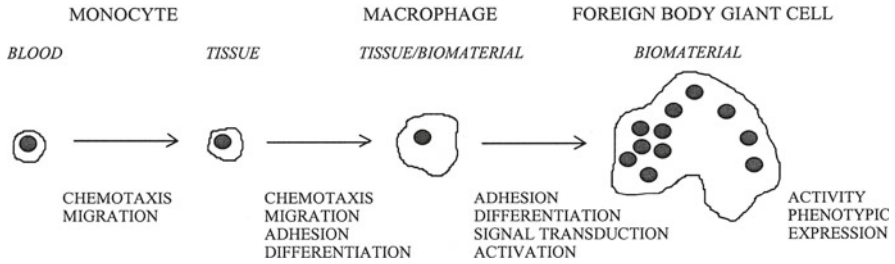 MONOCYTE MACROPHAGE FOREIGN BODY GIANT CELL
BLOOD TISSUE TISSUE/BIOMATERIAL BIOMATERIAL
CHEMOTAXIS
MIGRATION
CHEMOTAXIS
MIGRATION
ADHESION
DIFFERENTIATION
ADHESION
DIFFERENTIATION
SIGNAL TRANSDUCTION
ACTIVATION
ACTIVITY
PHENOTYPIC
EXPRESSION